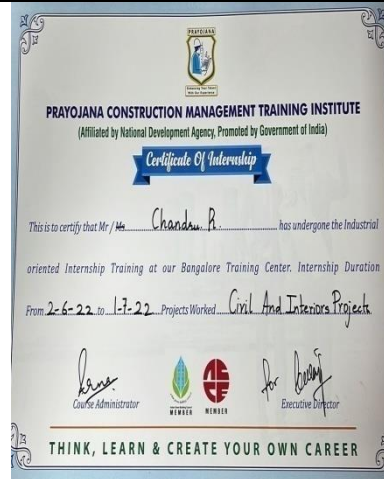 PRAYOJANA
PRAYOJANA CONSTRUCTION MANAGEMENT TRAINING INSTITUTE
(Affiliated by National Development Agency, Promoted by Government of India)
Certificate Of Internship
This is to certify that Mr / Ms Chandru R. has undergone the Industrial
oriented Internship Training at our Bangalore Training Center. Internship Duration
From 2-6-22 to 1-7-22 Projects Worked Civil And Interiors Projects
for
Course Administrator
MEMBER
MEMBER
Executive Director
THINK, LEARN & CREATE YOUR OWN CAREER